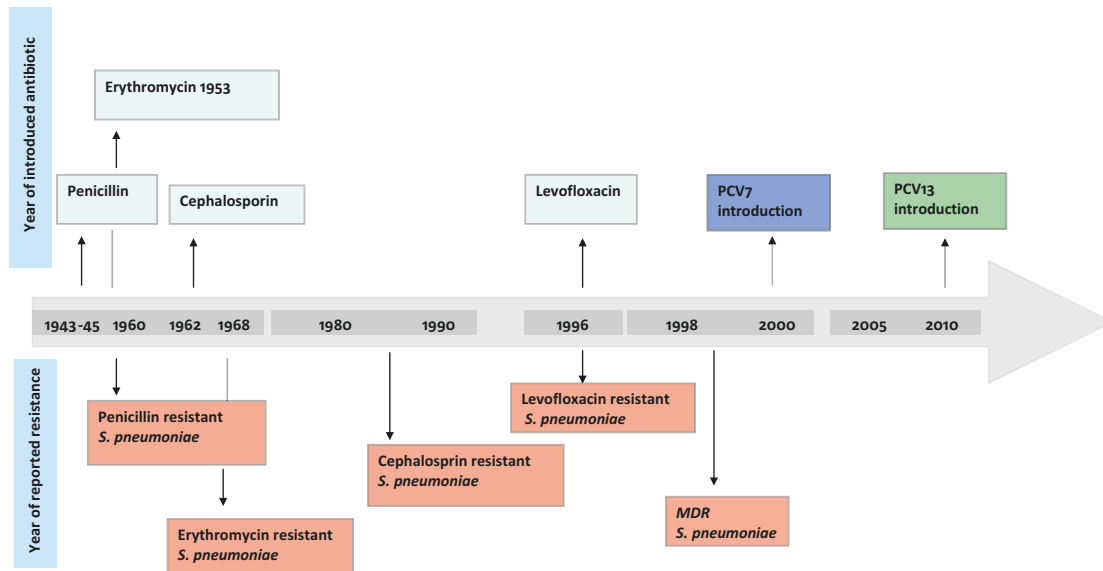 Year of introduced antibiotic
Erythromycin 1953
Penicillin
Cephalosporin
Levofloxacin
PCV7
introduction
PCV13
introduction
1943-45 1960 1962 1968 1980 1990 1996 1998 2000 2005 2010
Year of reported resistance
Penicillin resistant
S. pneumoniae
Erythromycin resistant
S. pneumoniae
Cephalosprin resistant
S. pneumoniae
Levofloxacin resistant
S. pneumoniae
MDR
S. pneumoniae